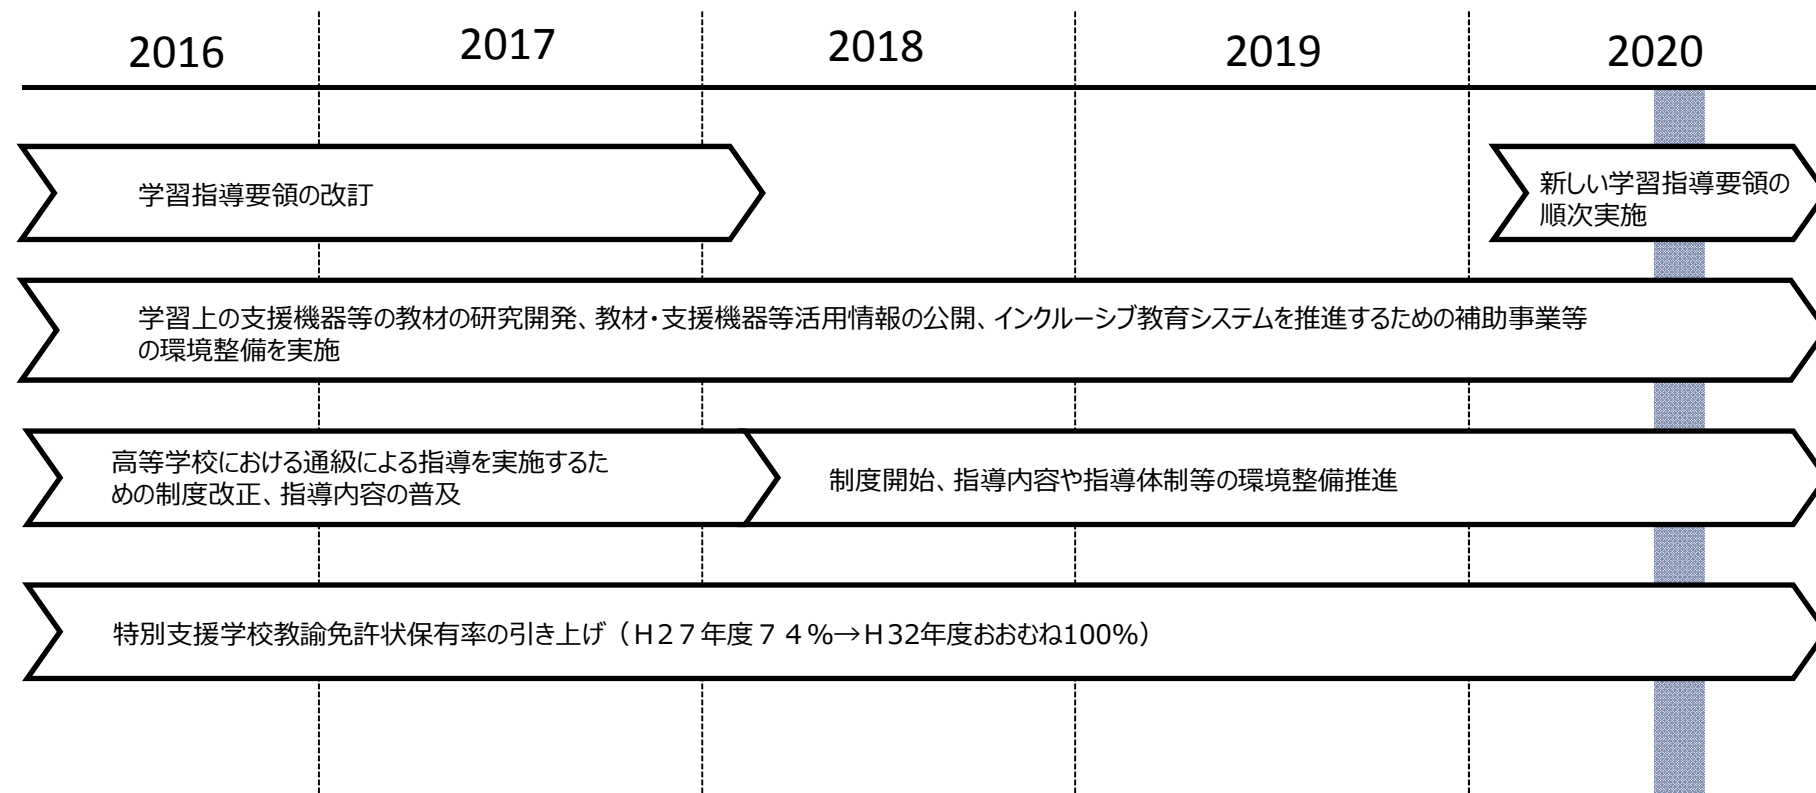 2016
2017
2018
2019
2020
学習指導要領の改訂
新しい学習指導要領の
順次実施
学習上の支援機器等の教材の研究開発、教材・支援機器等活用情報の公開、インクルーシブ教育システムを推進するための補助事業等
の環境整備を実施
高等学校における通級による指導を実施するた
めの制度改正、指導内容の普及
制度開始、指導内容や指導体制等の環境整備推進
特別支援学校教諭免許状保有率の引き上げ（H２７年度７４%→H32年度おおむね100%）